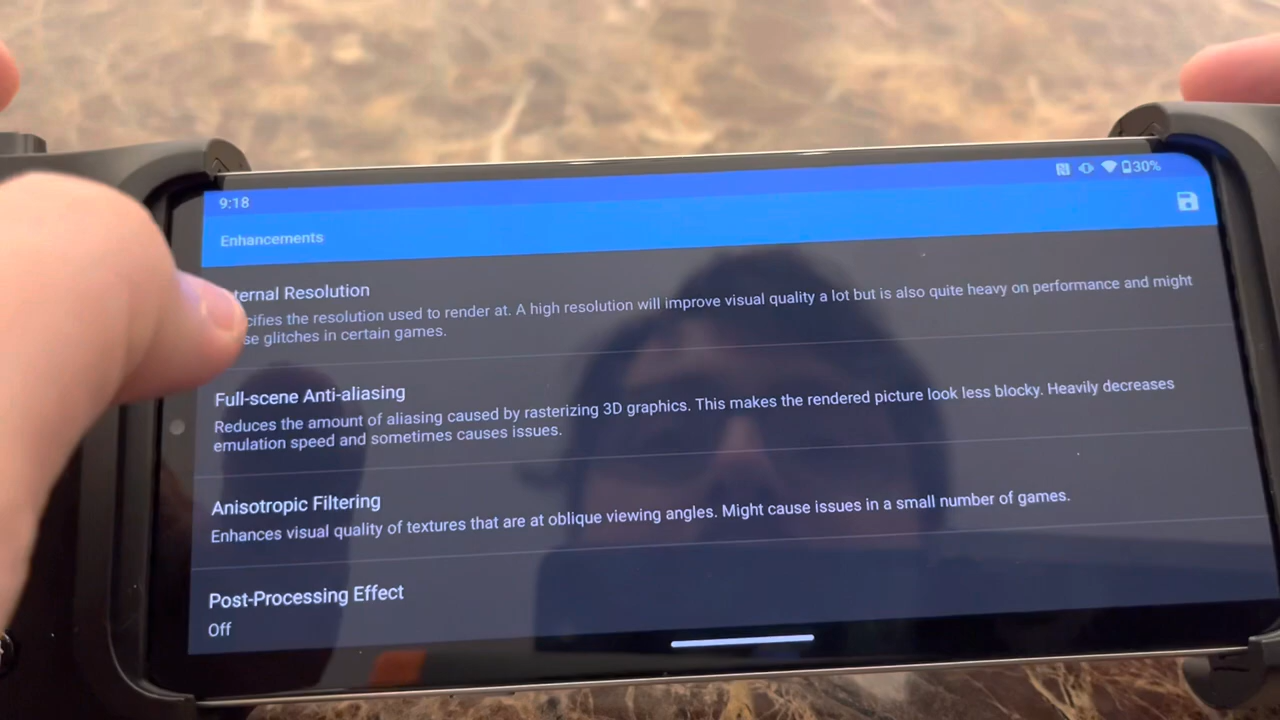 9:18
30%
Enhancements
ternal Resolution
cifies the resolution used to render at. A high resolution will improve visual quality a lot but is also quite heavy on performance and might
se glitches in certain games.
Full-scene Anti-aliasing
Reduces the amount of aliasing caused by rasterizing 3D graphics. This makes the rendered picture look less blocky. Heavily decreases
emulation speed and sometimes causes issues.
Anisotropic Filtering
Enhances visual quality of textures that are at oblique viewing angles. Might cause issues in a small number of games.
Post-Processing Effect
Off